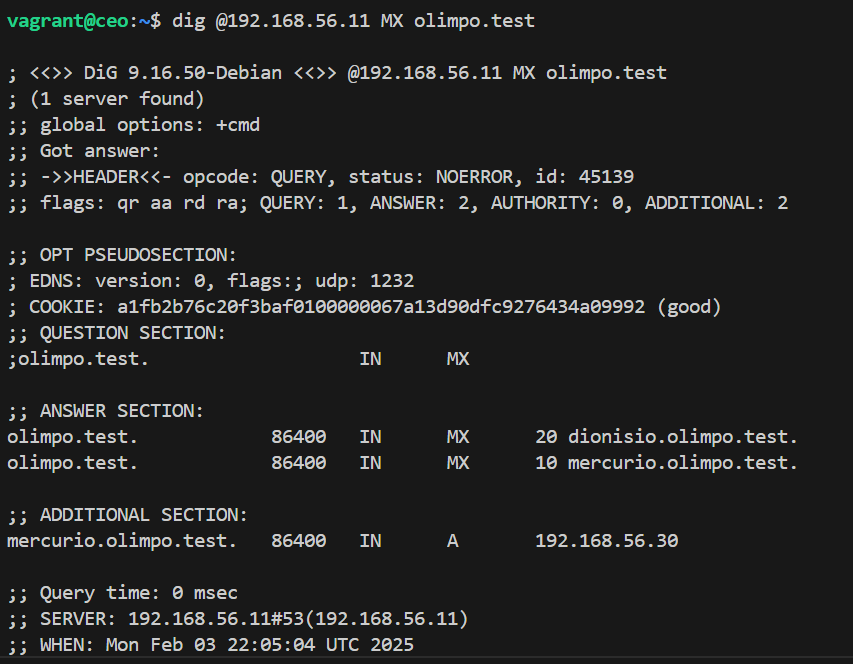 vagrant@ceo:~$ dig @192.168.56.11 MX olimpo.test
; <<>> DiG 9.16.50-Debian <<>> @192.168.56.11 MX olimpo.test
; (1 server found)
;; global options: +cmd
;; Got answer:
;; ->>HEADER<<- opcode: QUERY, status: NOERROR, id: 45139
;; flags: qr aa rd ra; QUERY: 1, ANSWER: 2, AUTHORITY: 0, ADDITIONAL: 2
;; OPT PSEUDOSECTION:
; EDNS: version: 0, flags:; udp: 1232
; COOKIE: a1fb2b76c20f3baf0100000067a13d90dfc9276434a09992 (good)
;; QUESTION SECTION:
;olimpo.test. IN MX
;; ANSWER SECTION:
olimpo.test. 86400 IN MX 20 dionisio.olimpo.test.
olimpo.test. 86400 IN MX 10 mercurio.olimpo.test.
;; ADDITIONAL SECTION:
mercurio.olimpo.test. 86400 IN A 192.168.56.30
;; Query time: 0 msec
;; SERVER: 192.168.56.11#53(192.168.56.11)
;; WHEN: Mon Feb 03 22:05:04 UTC 2025